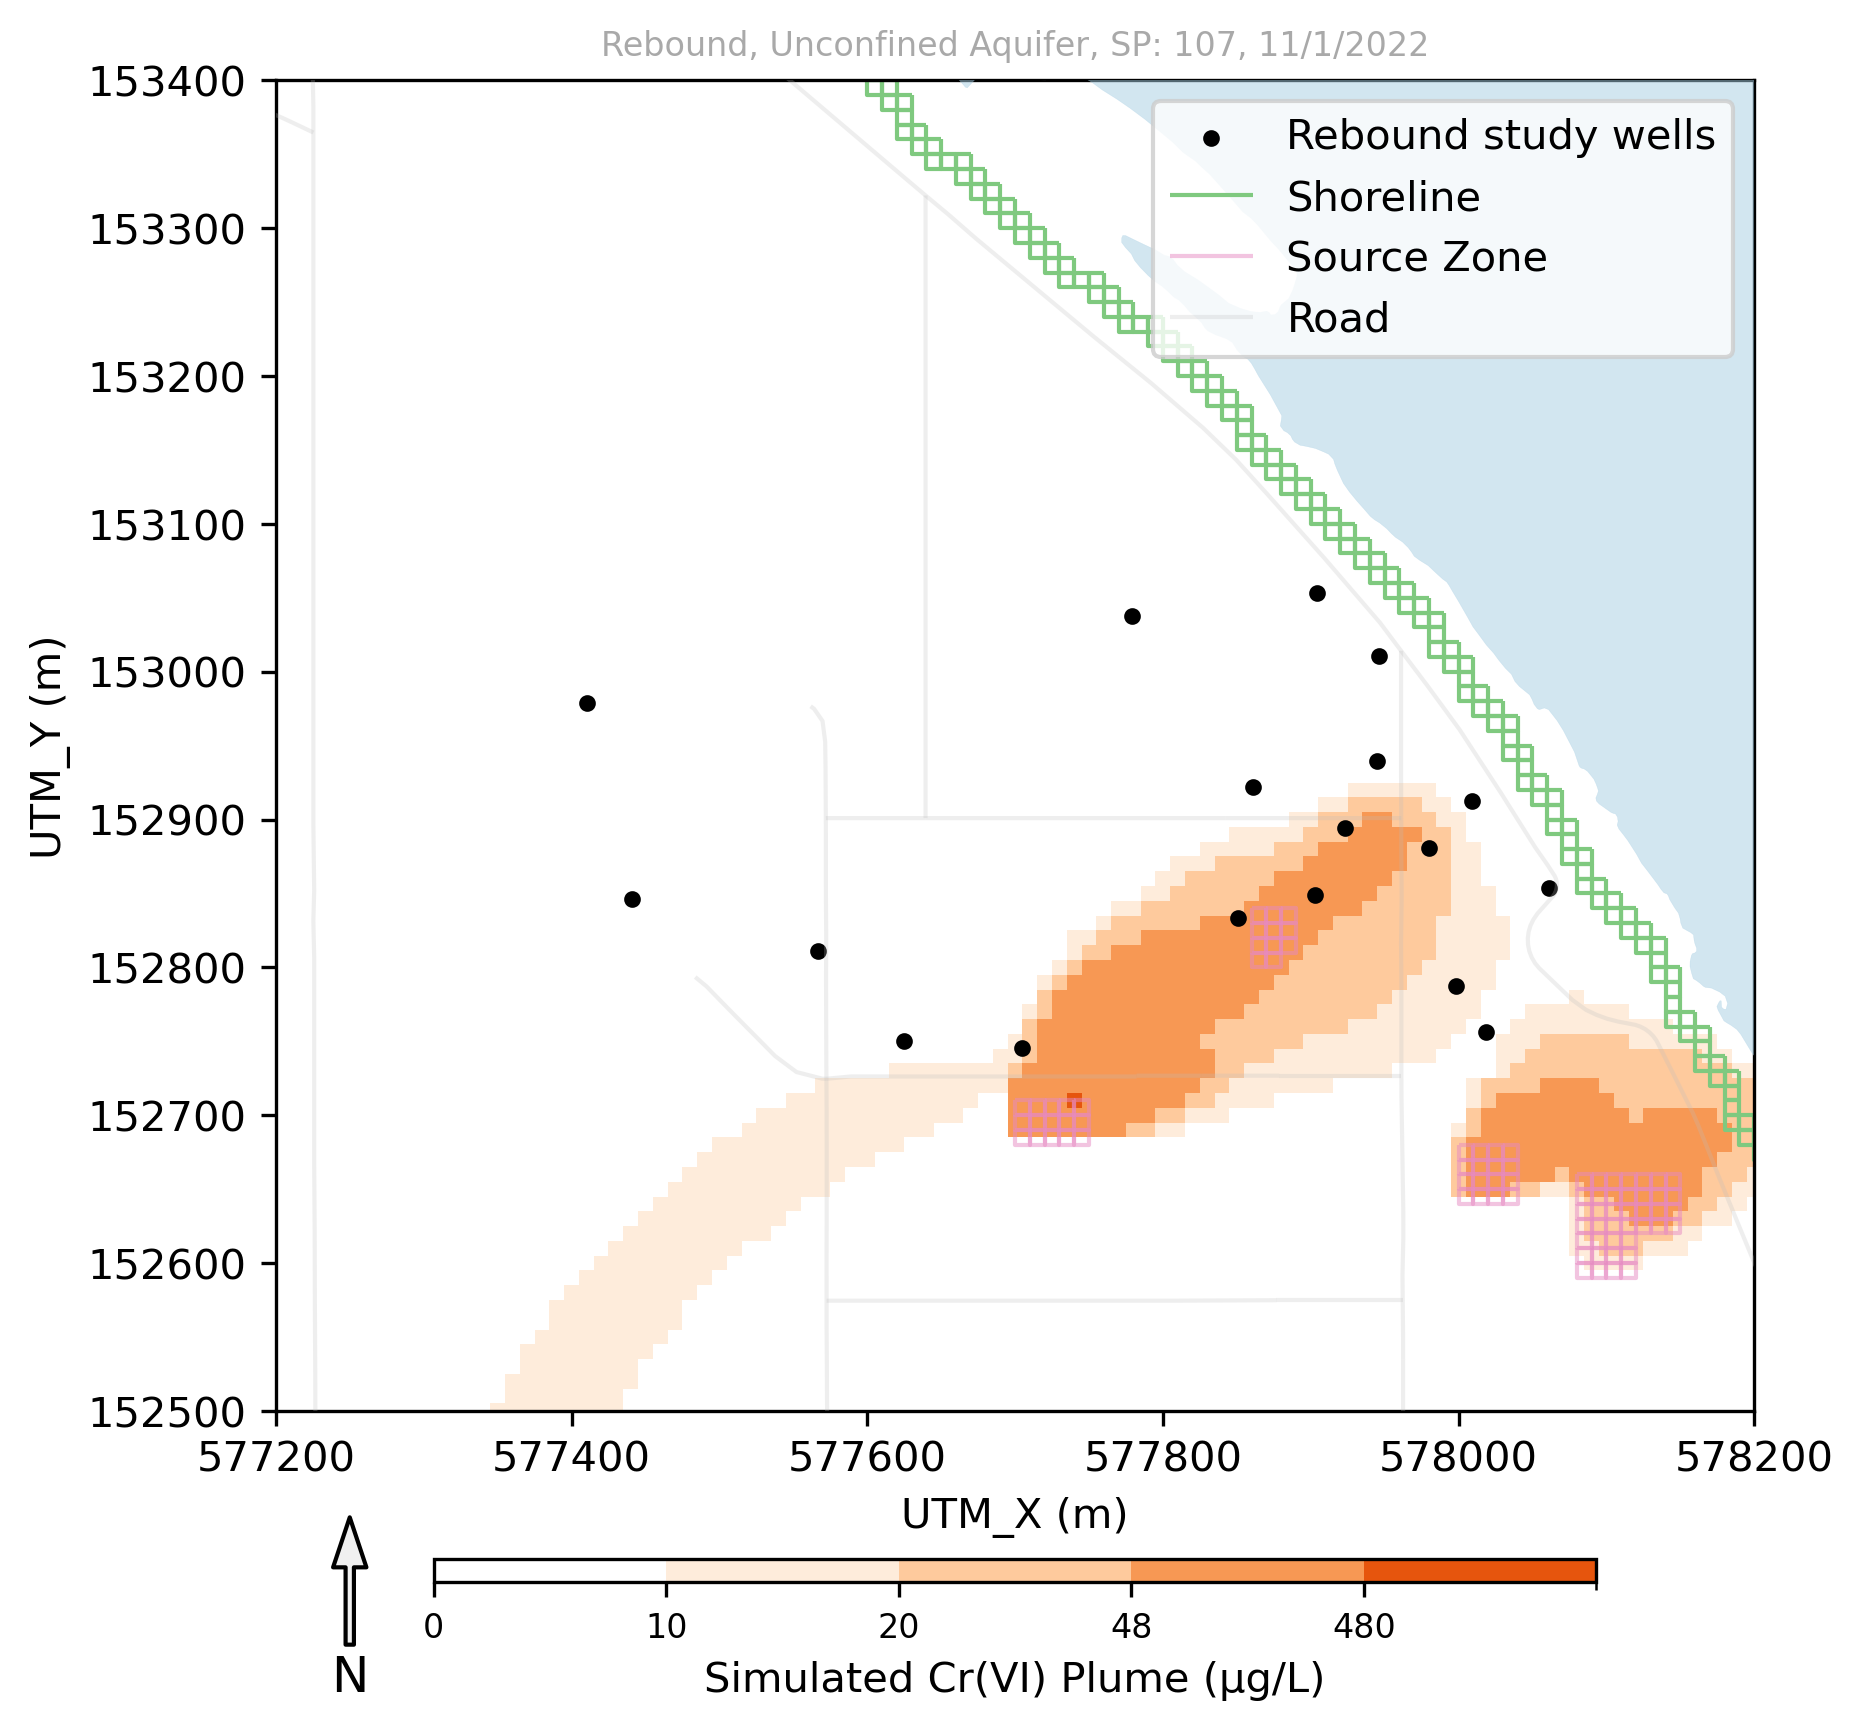 Rebound, Unconfined Aquifer, SP: 107, 11/1/2022
Rebound study wells
Shoreline
Source Zone
Road
153400
153300
153200
153100
153000
152900
152800
152700
152600
152500
UTM_Y (m)
577200 577400 577600 577800 578000 578200
UTM_X (m)
N
0 10 20 48 480
Simulated Cr(VI) Plume (μg/L)